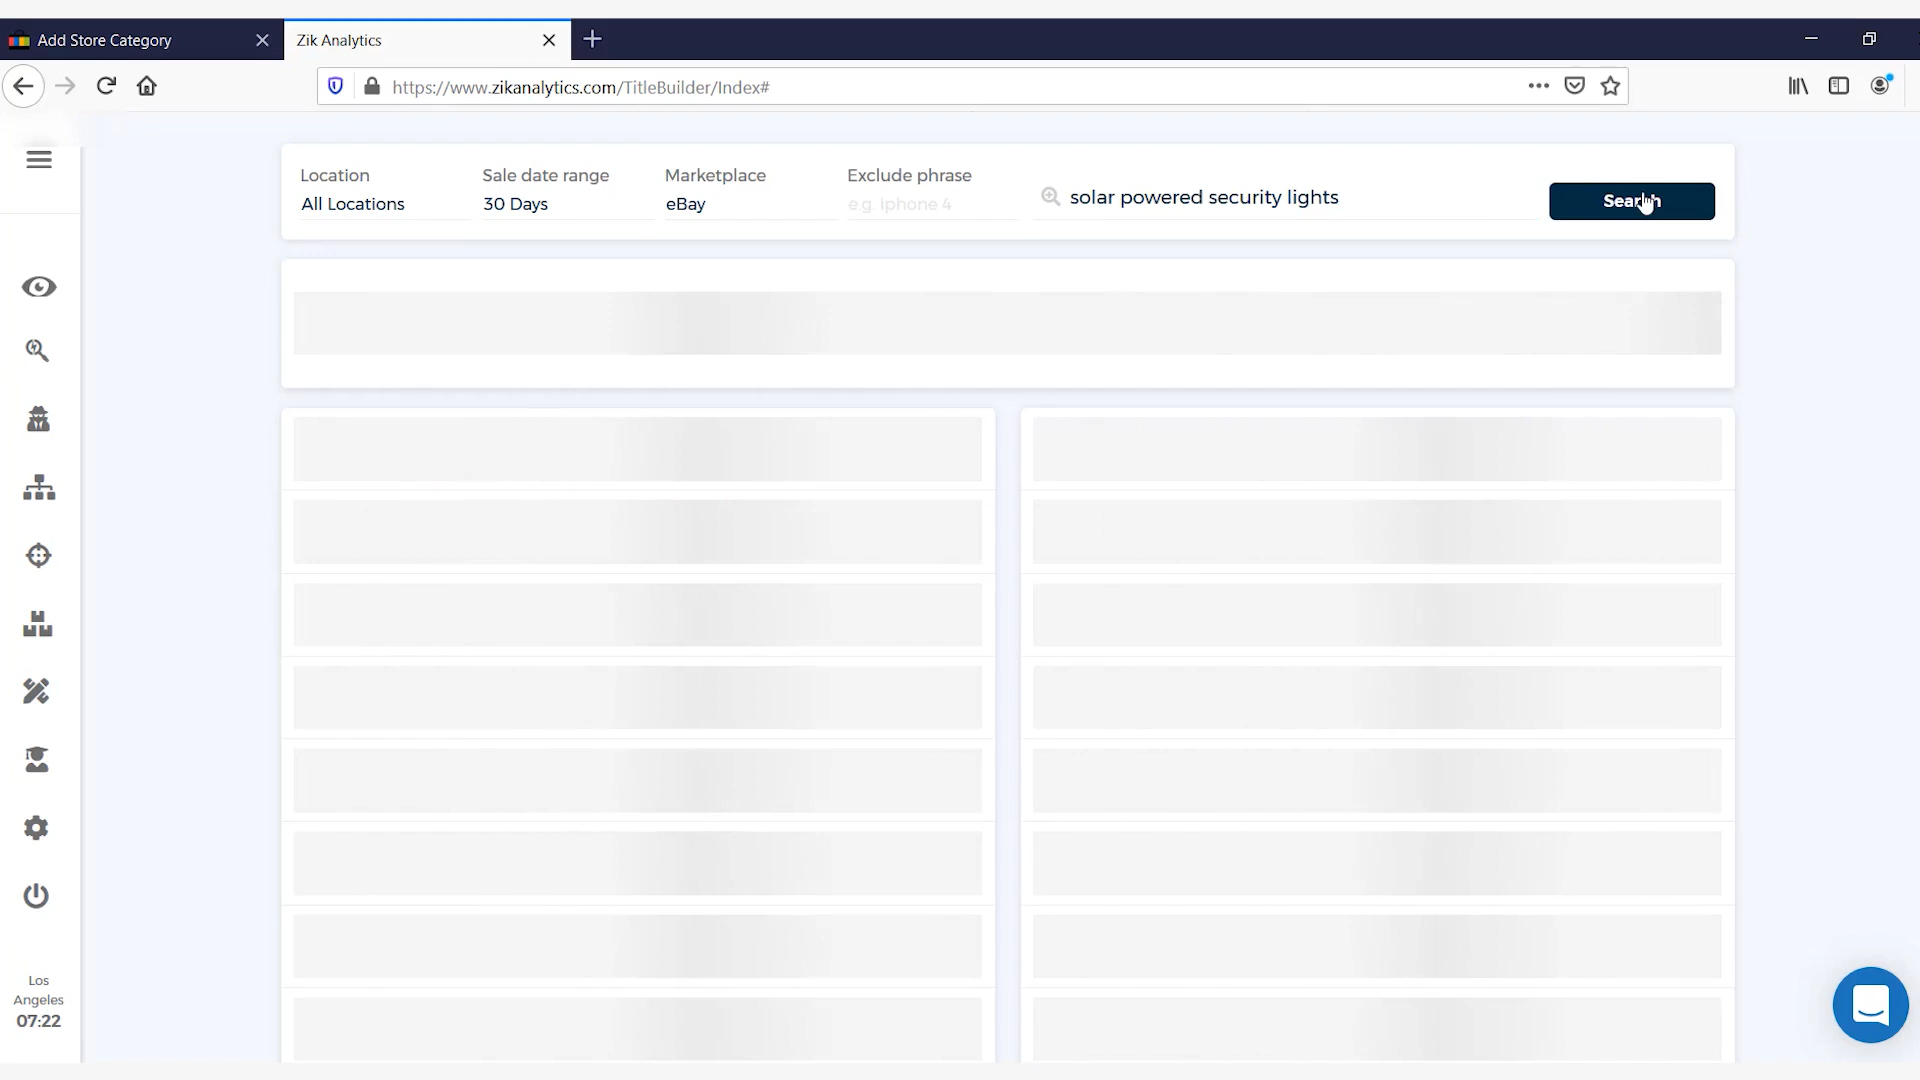 Add Store Category
Zik Analytics
https://www.zikanalytics.com/TitleBuilder/Index#
Location
Sale date range
Marketplace
Exclude phrase
All Locations
30 Days
eBay
e.g. iphone 4
solar powered security lights
Search
Los
Angeles
07:22